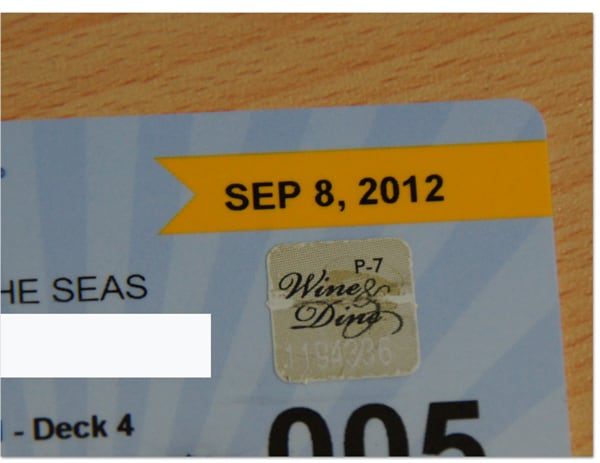 SEP 8, 2012
P-7
Wine &
Dine
HE SEAS
- Deck 4
005